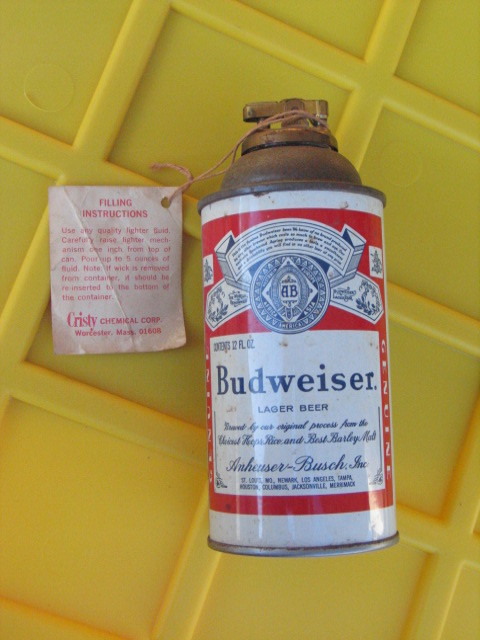 FILLING
INSTRUCTIONS
Use any quality lighter fluid.
Carefully raise lighter mech-
anism one inch from top of
can. Pour up to 5 ounces of
fluid. Note: If wick is removed
from container, it should be
re-inserted to the bottom of
the container.
Cristy CHEMICAL CORP.
Worcester, Mass. 01608
AB
CONTENTS 12 FL. OZ.
Budweiser.
LAGER BEER
Brewed by our original process from the
Choicest Hops, Rice and Best Barley Malt
Anheuser-Busch, Inc.
ST. LOUIS, MO., NEWARK, LOS ANGELES, TAMPA,
HOUSTON, COLUMBUS, JACKSONVILLE, MERRIMACK
GENUINE
GENUINE